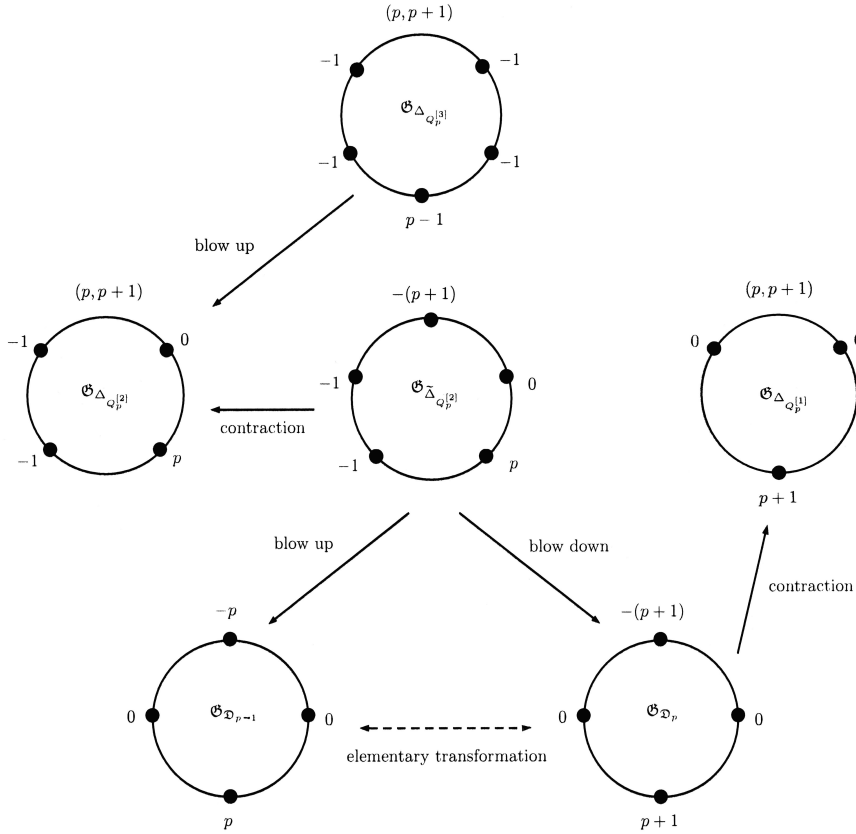 (p, p+1)
−1
−1
𝔊_{Δ_{Q_p^{[3]}}}
−1
−1
p − 1
blow up
(p, p+1)
−1
0
𝔊_{Δ_{Q_p^{[2]}}}
−1
p
contraction
−(p+1)
−1
0
𝔊_{Δ̃_{Q_p^{[2]}}}
−1
p
(p, p+1)
0
𝔊_{Δ_{Q_p^{[1]}}}
p + 1
blow up
blow down
contraction
−p
0
0
𝔊_{𝔇_{p−1}}
p
elementary transformation
−(p+1)
0
0
𝔊_{𝔇_p}
p + 1